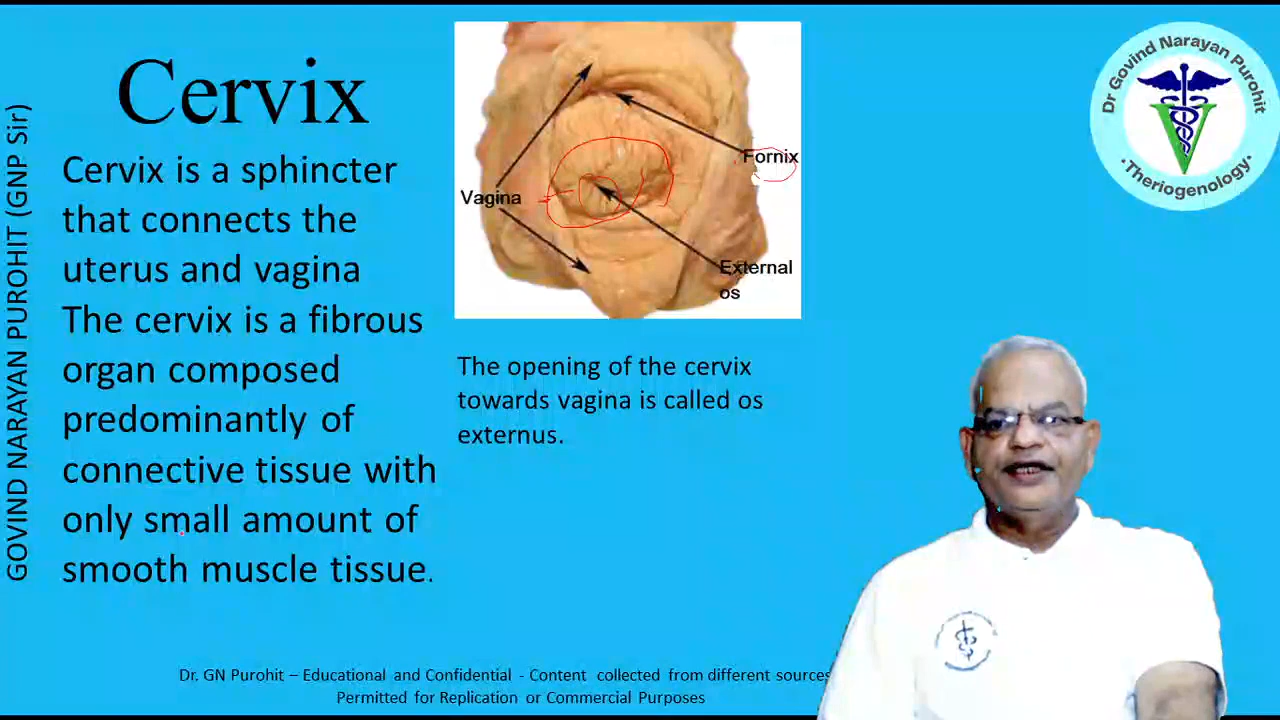 Cervix
Cervix is a sphincter
that connects the
uterus and vagina
The cervix is a fibrous
organ composed
predominantly of
connective tissue with
only small amount of
smooth muscle tissue.
Vagina
Fornix
External
os
The opening of the cervix
towards vagina is called os
externus.
GOVIND NARAYAN PUROHIT (GNP Sir)
Dr Govind Narayan Purohit
·Theriogenology·
V
Dr. GN Purohit – Educational and Confidential - Content collected from different sources
Permitted for Replication or Commercial Purposes